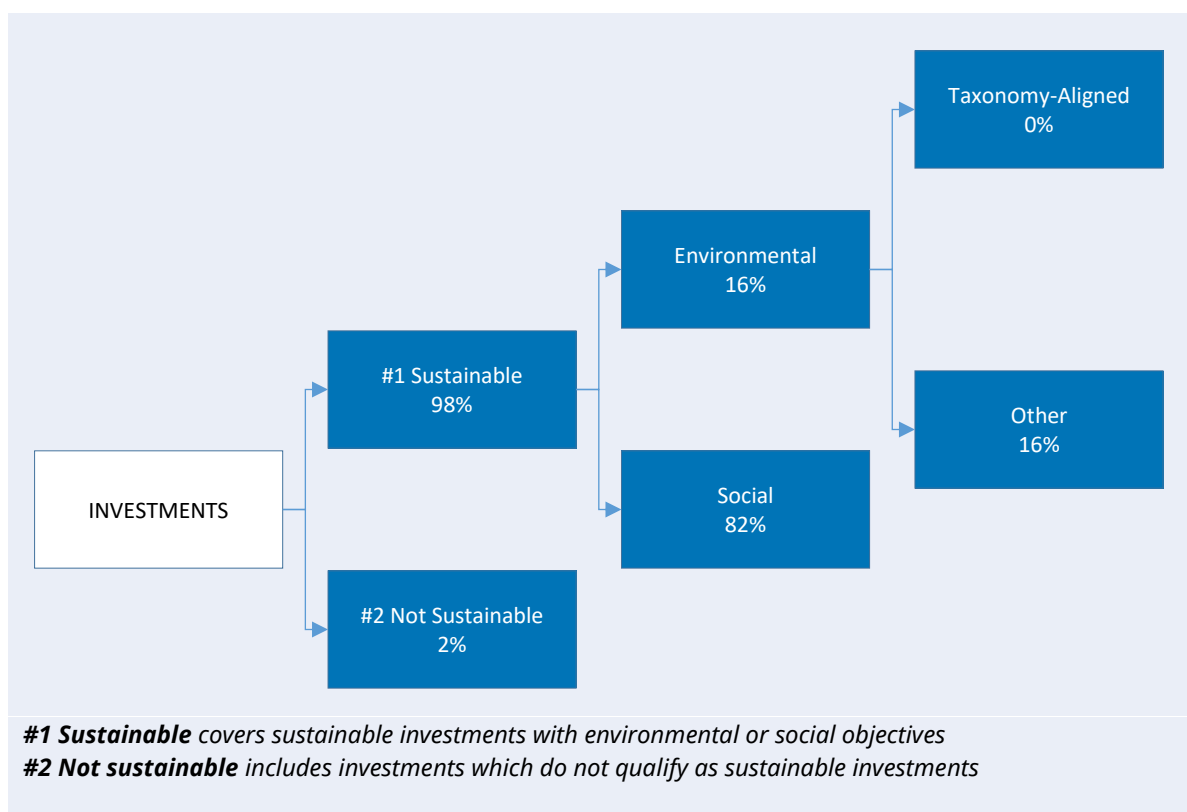 Taxonomy-Aligned
0%
Environmental
16%
#1 Sustainable
98%
Other
16%
INVESTMENTS
Social
82%
#2 Not Sustainable
2%
#1 Sustainable covers sustainable investments with environmental or social objectives
#2 Not sustainable includes investments which do not qualify as sustainable investments